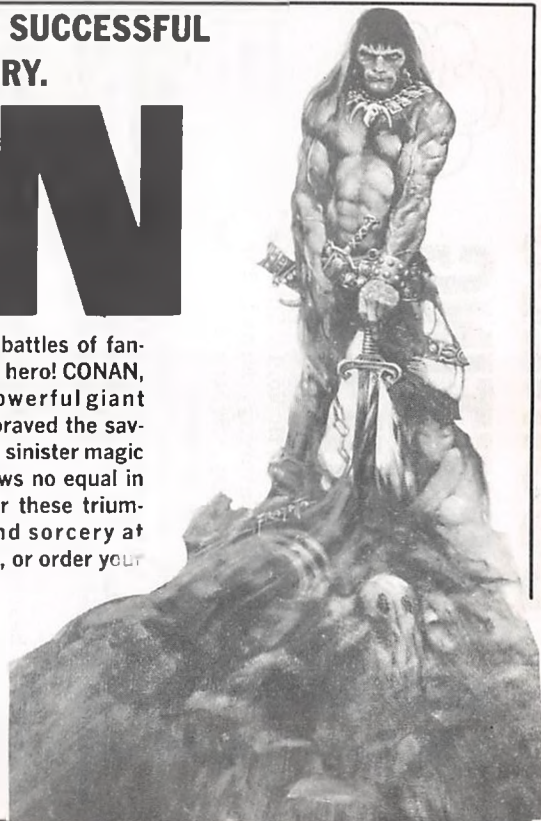 SUCCESSFUL
RY.
N
battles of fan-
hero! CONAN,
owerful giant
braved the sav-
sinister magic
ws no equal in
r these trium-
nd sorcery at
, or order your